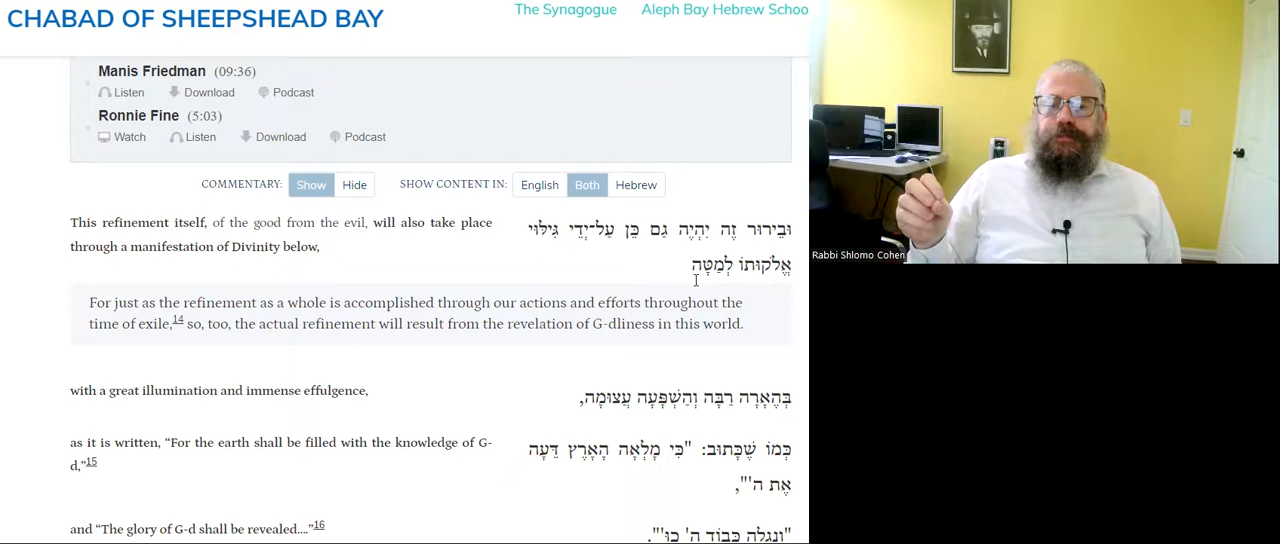 CHABAD OF SHEEPSHEAD BAY
The Synagogue
Aleph Bay Hebrew Schoo
Manis Friedman (09:36)
Listen Download Podcast
Ronnie Fine (5:03)
Watch Listen Download Podcast
COMMENTARY: Show Hide SHOW CONTENT IN: English Both Hebrew
This refinement itself, of the good from the evil, will also take place
through a manifestation of Divinity below,
וּבֵירוּר זֶה יִהְיֶה גַם כֵּן עַל־יְדֵי גִּילּוּי
אֱלֹקוּתוֹ לְמַטָּה
For just as the refinement as a whole is accomplished through our actions and efforts throughout the
time of exile,14 so, too, the actual refinement will result from the revelation of G-dliness in this world.
with a great illumination and immense effulgence,
בְּהֶאָרָה רַבָּה וְהַשְׁפָּעָה עֲצוּמָה,
as it is written, “For the earth shall be filled with the knowledge of G-
d,”15
כְּמוֹ שֶׁכָּתוּב: "כִּי מָלְאָה הָאָרֶץ דֵּעָה
אֶת ה'",
and “The glory of G-d shall be revealed....”16
"וְנִגְלָה כְּבוֹד ה' כוּ'".
Rabbi Shlomo Cohen